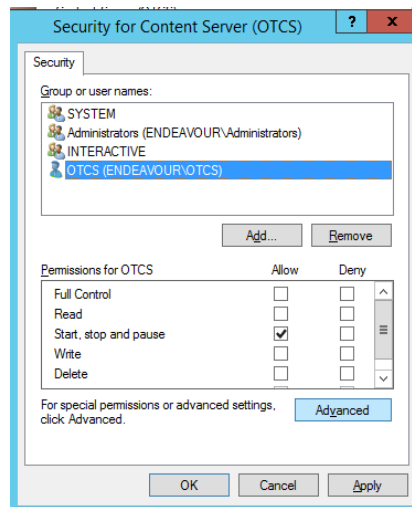 Security for Content Server (OTCS)
? x
Security
Group or user names:
SYSTEM
Administrators (ENDEAVOUR\Administrators)
INTERACTIVE
OTCS (ENDEAVOUR\OTCS)
Add... Remove
Permissions for OTCS Allow Deny
Full Control
Read
Start, stop and pause
Write
Delete
For special permissions or advanced settings,
click Advanced.
Advanced
OK Cancel Apply